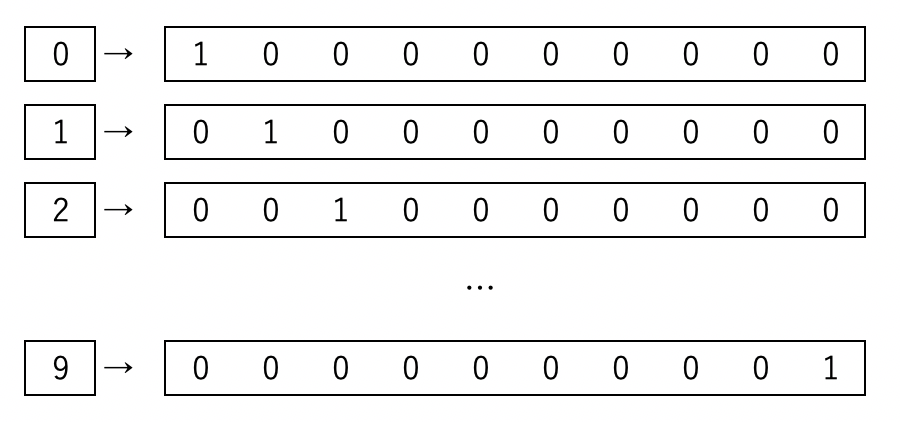 0 → 1 0 0 0 0 0 0 0 0 0
1 → 0 1 0 0 0 0 0 0 0 0
2 → 0 0 1 0 0 0 0 0 0 0
...
9 → 0 0 0 0 0 0 0 0 0 1